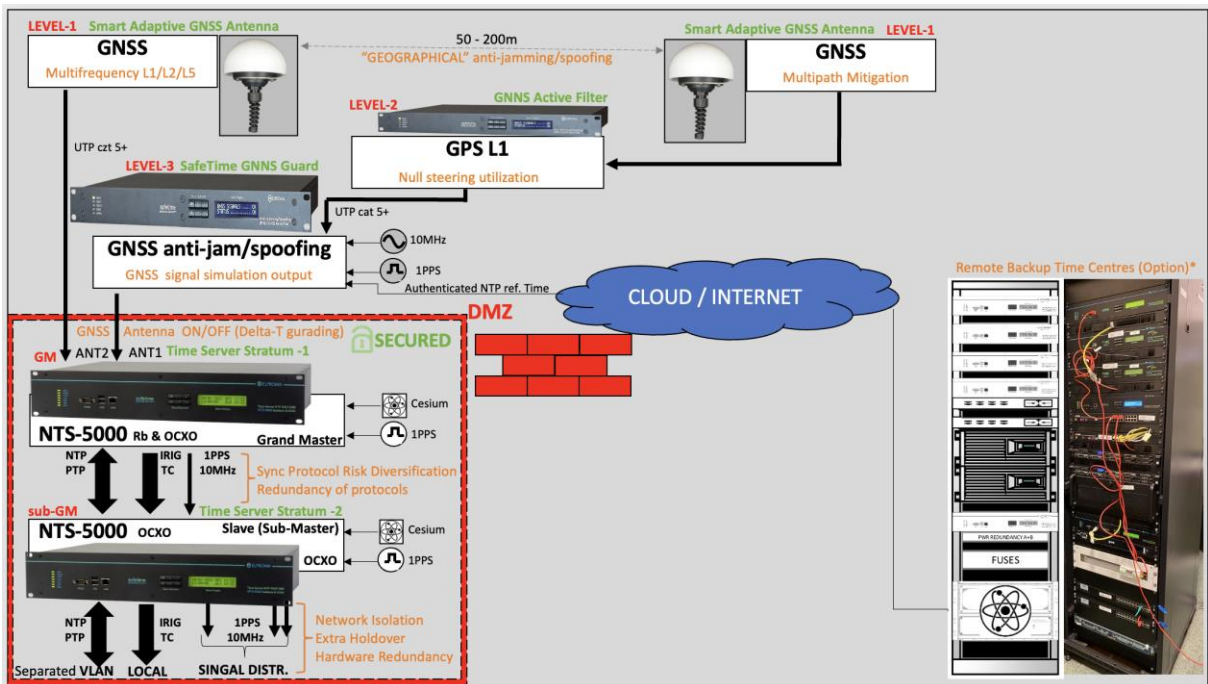 LEVEL-1 Smart Adaptive GNSS Antenna
GNSS
Multifrequency L1/L2/L5
50 - 200m
“GEOGRAPHICAL” anti-jamming/spoofing
Smart Adaptive GNSS Antenna LEVEL-1
GNSS
Multipath Mitigation
LEVEL-2 GNNS Active Filter
GPS L1
Null steering utilization
UTP czt 5+
LEVEL-3 SafeTime GNNS Guard
UTP cat 5+
GNSS anti-jam/spoofing
GNSS signal simulation output
10MHz
1PPS
Authenticated NTP ref. Time
CLOUD / INTERNET
Remote Backup Time Centres (Option)*
DMZ
GNSS Antenna ON/OFF (Delta-T gurading)
SECURED
GM ANT2 ANT1 Time Server Stratum -1
ELPROMA
NTS-5000 Rb & OCXO
Grand Master
Cesium
1PPS
NTP
PTP
IRIG
TC
1PPS
10MHz
Sync Protocol Risk Diversification
Redundancy of protocols
sub-GM Time Server Stratum -2
NTS-5000 OCXO
Slave (Sub-Master)
OCXO
Cesium
1PPS
NTP
PTP
IRIG
TC
1PPS
10MHz
Network Isolation
Extra Holdover
Hardware Redundancy
Separated VLAN
LOCAL
SINGAL DISTR.
PWR REDUNDANCY A+B
FUSES